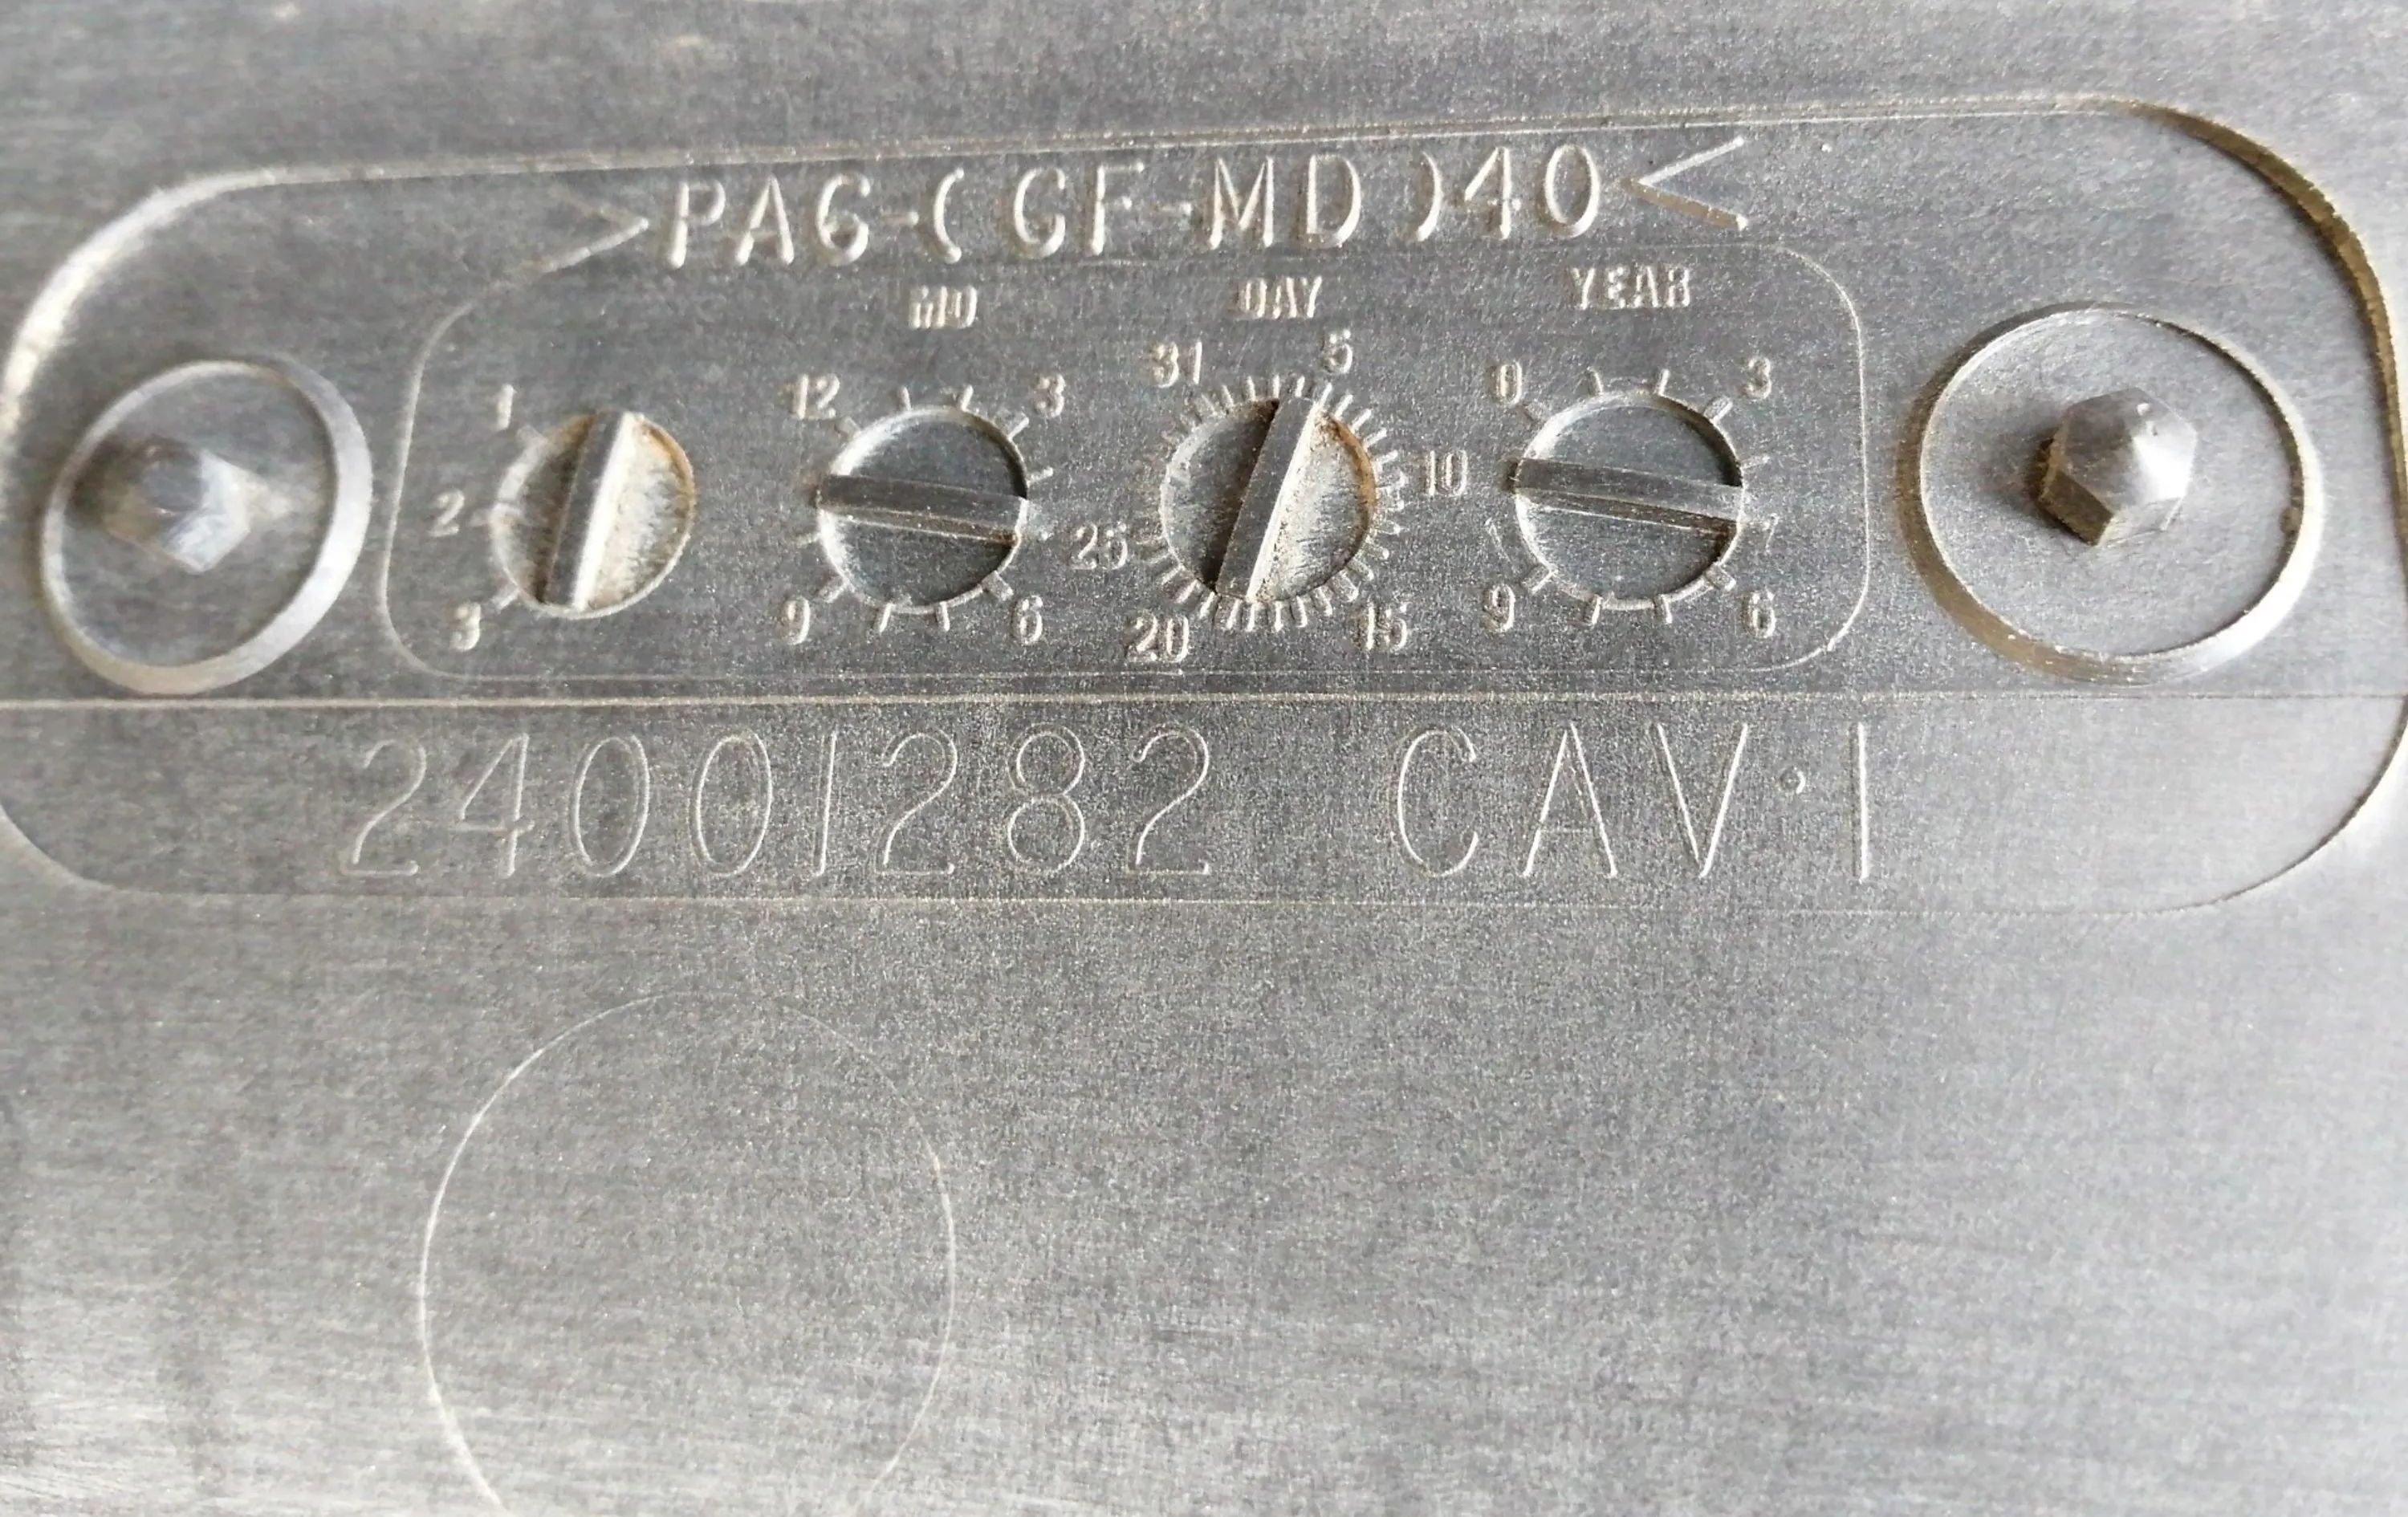 >PA6-(GF-MD)40<
MO DAY YEAR
1 12 3 31 5 0 3
2 25 10
3 9 6 20 15 9 6
24001282 CAV.1